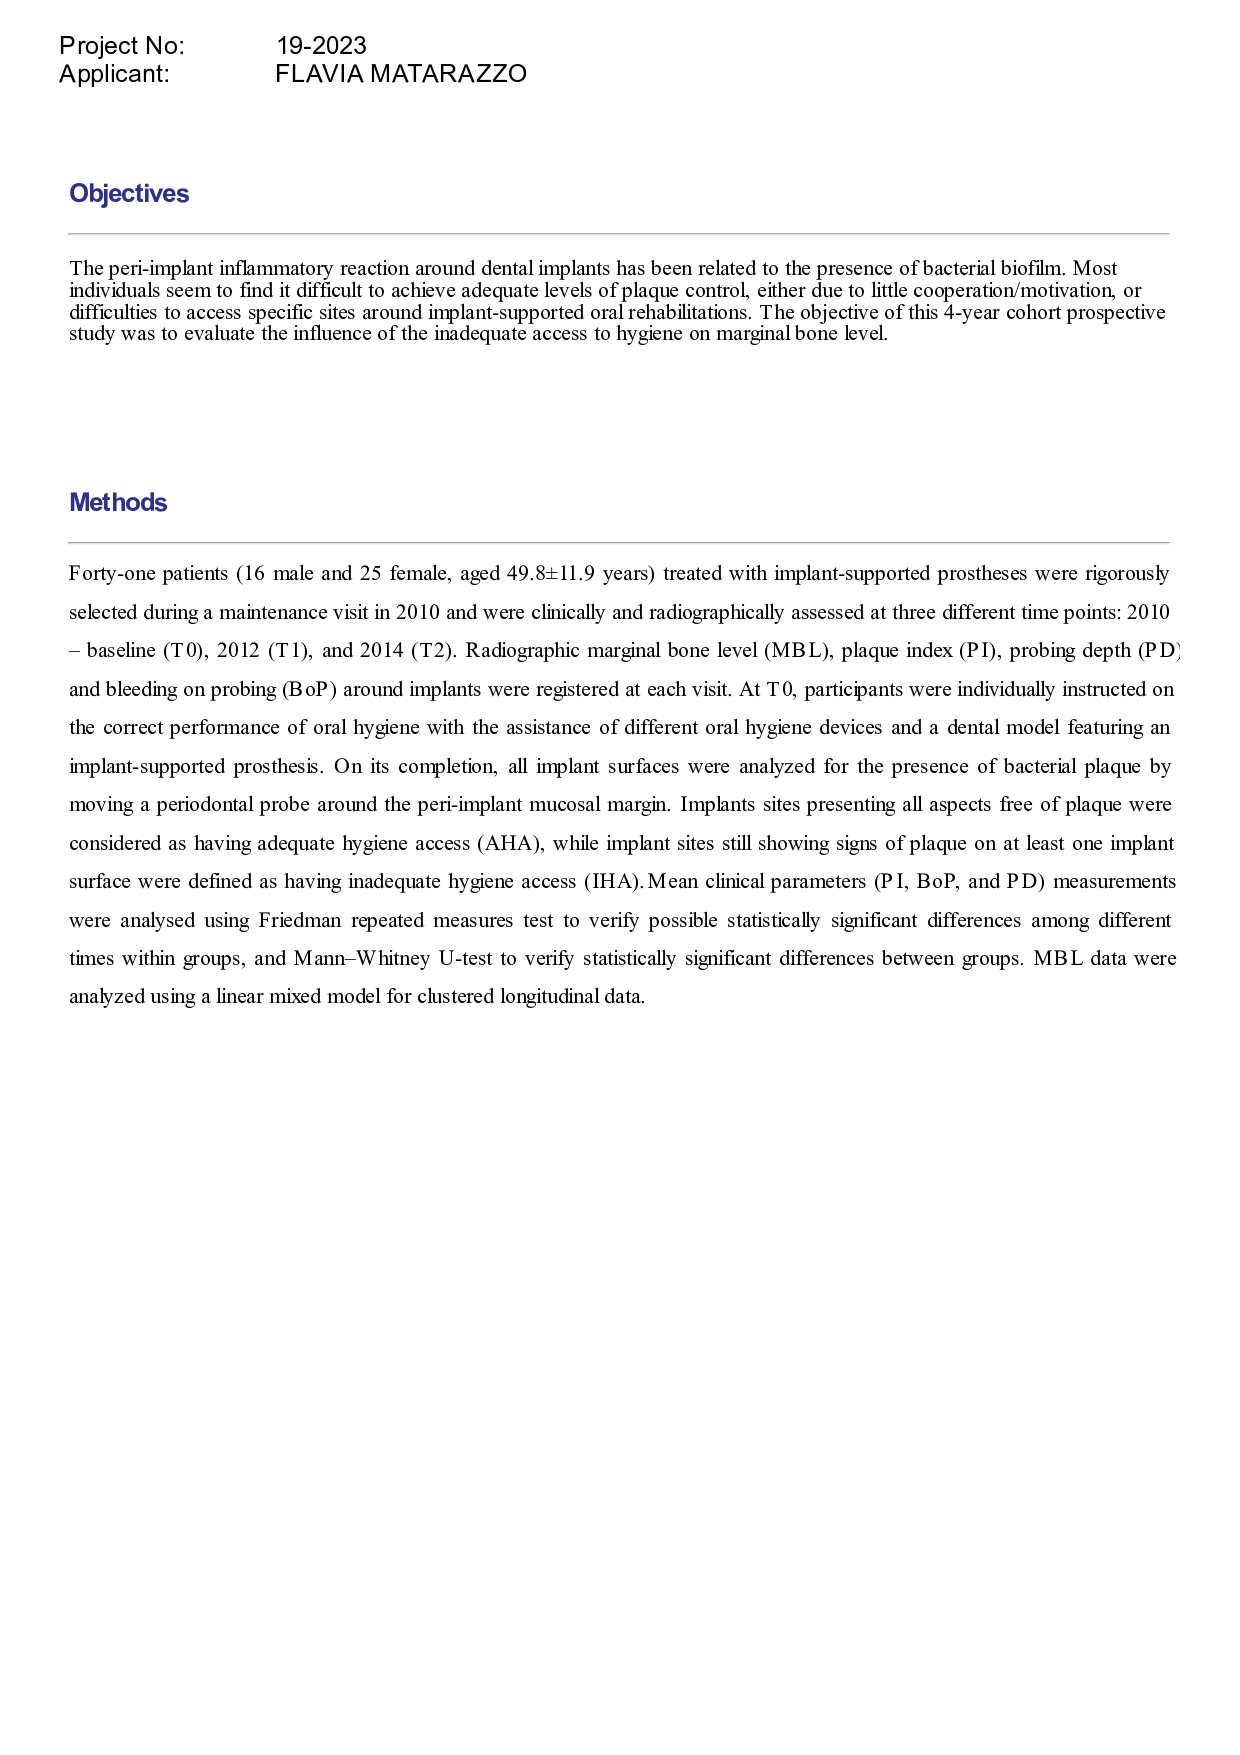 Project No: 19-2023
Applicant: FLAVIA MATARAZZO
Objectives
The peri-implant inflammatory reaction around dental implants has been related to the presence of bacterial biofilm. Most
individuals seem to find it difficult to achieve adequate levels of plaque control, either due to little cooperation/motivation, or
difficulties to access specific sites around implant-supported oral rehabilitations. The objective of this 4-year cohort prospective
study was to evaluate the influence of the inadequate access to hygiene on marginal bone level.
Methods
Forty-one patients (16 male and 25 female, aged 49.8±11.9 years) treated with implant-supported prostheses were rigorously
selected during a maintenance visit in 2010 and were clinically and radiographically assessed at three different time points: 2010
– baseline (T0), 2012 (T1), and 2014 (T2). Radiographic marginal bone level (MBL), plaque index (PI), probing depth (PD)
and bleeding on probing (BoP) around implants were registered at each visit. At T0, participants were individually instructed on
the correct performance of oral hygiene with the assistance of different oral hygiene devices and a dental model featuring an
implant-supported prosthesis. On its completion, all implant surfaces were analyzed for the presence of bacterial plaque by
moving a periodontal probe around the peri-implant mucosal margin. Implants sites presenting all aspects free of plaque were
considered as having adequate hygiene access (AHA), while implant sites still showing signs of plaque on at least one implant
surface were defined as having inadequate hygiene access (IHA). Mean clinical parameters (PI, BoP, and PD) measurements
were analysed using Friedman repeated measures test to verify possible statistically significant differences among different
times within groups, and Mann–Whitney U-test to verify statistically significant differences between groups. MBL data were
analyzed using a linear mixed model for clustered longitudinal data.